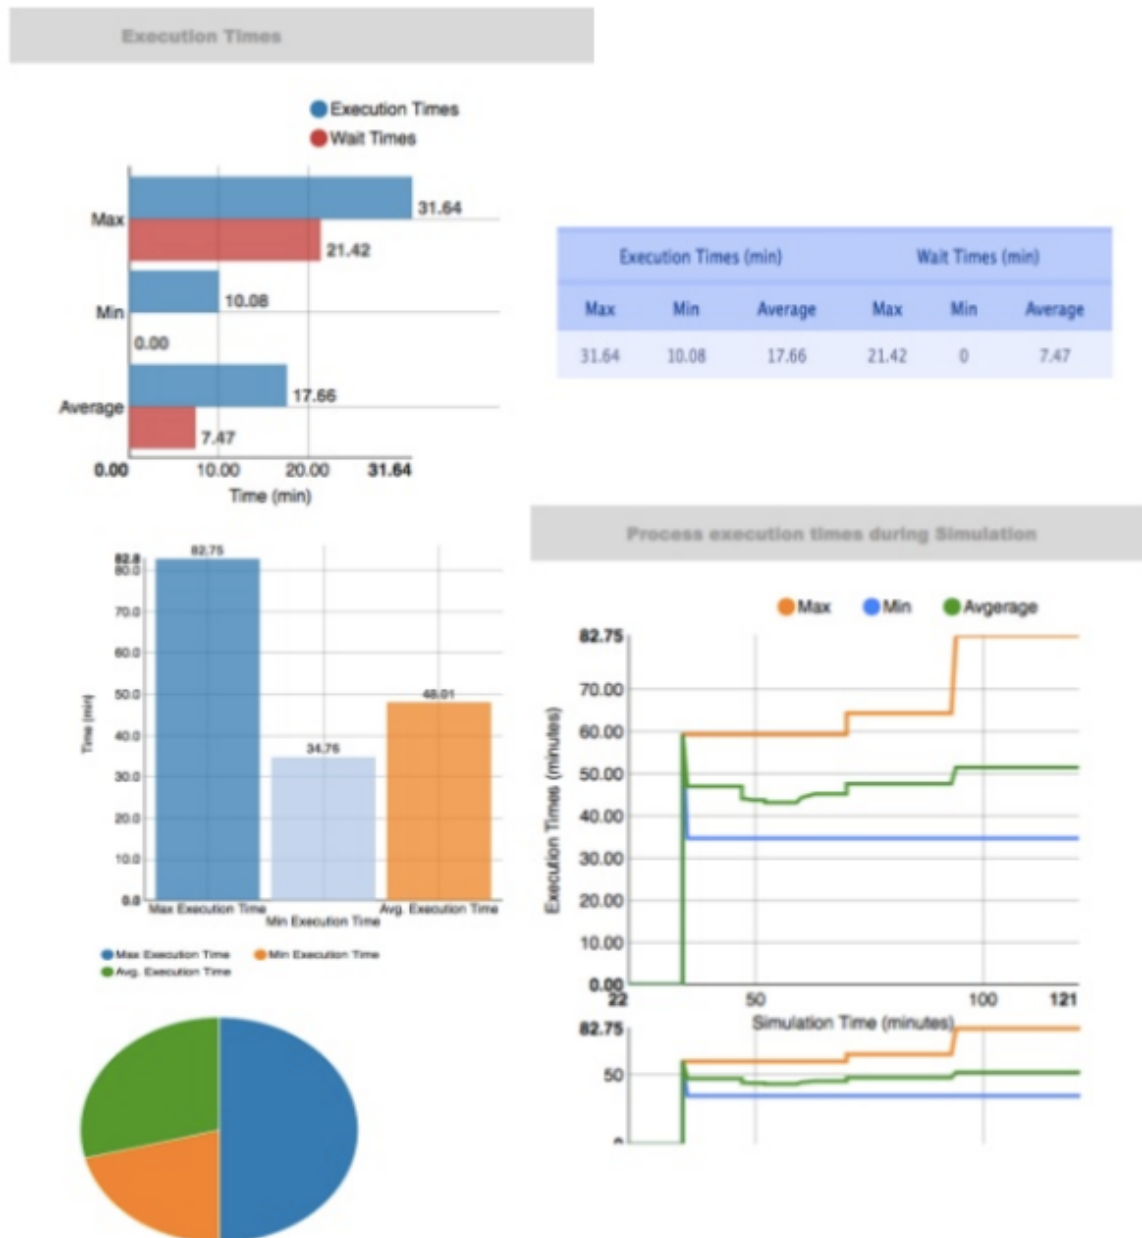 Execution Times
Execution Times
Wait Times
Max
31.64
21.42
Min
10.08
0.00
Average
17.66
7.47
0.00 10.00 20.00 31.64
Time (min)
Execution Times (min) Wait Times (min)
Max Min Average Max Min Average
31.64 10.08 17.66 21.42 0 7.47
82.8
80.0
70.0
60.0
50.0
40.0
30.0
20.0
10.0
0.0
Time (min)
82.75
34.76
48.01
Max Execution Time
Min Execution Time
Avg. Execution Time
Max Execution Time Min Execution Time
Avg. Execution Time
Process execution times during Simulation
Max Min Avgerage
82.75
70.00
60.00
50.00
40.00
30.00
20.00
10.00
0.00
Execution Times (minutes)
22 50 100 121
Simulation Time (minutes)
82.75
50
0